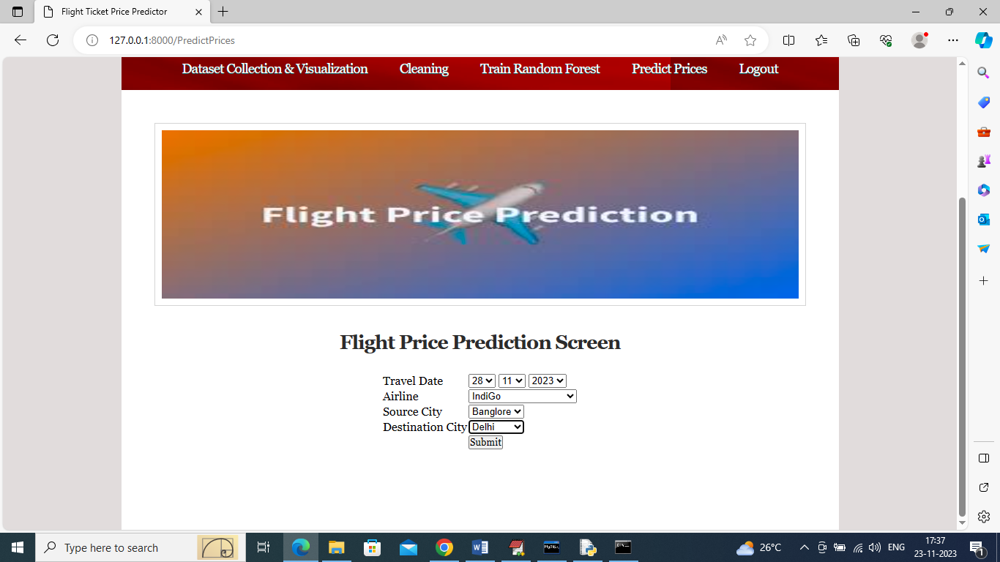 Flight Ticket Price Predictor
127.0.0.1:8000/PredictPrices
Dataset Collection & Visualization Cleaning Train Random Forest Predict Prices Logout
Flight Price Prediction
Flight Price Prediction Screen
Travel Date 28 11 2023
Airline IndiGo
Source City Banglore
Destination City Delhi
Submit
Type here to search 26°C ENG 17:37
23-11-2023 1